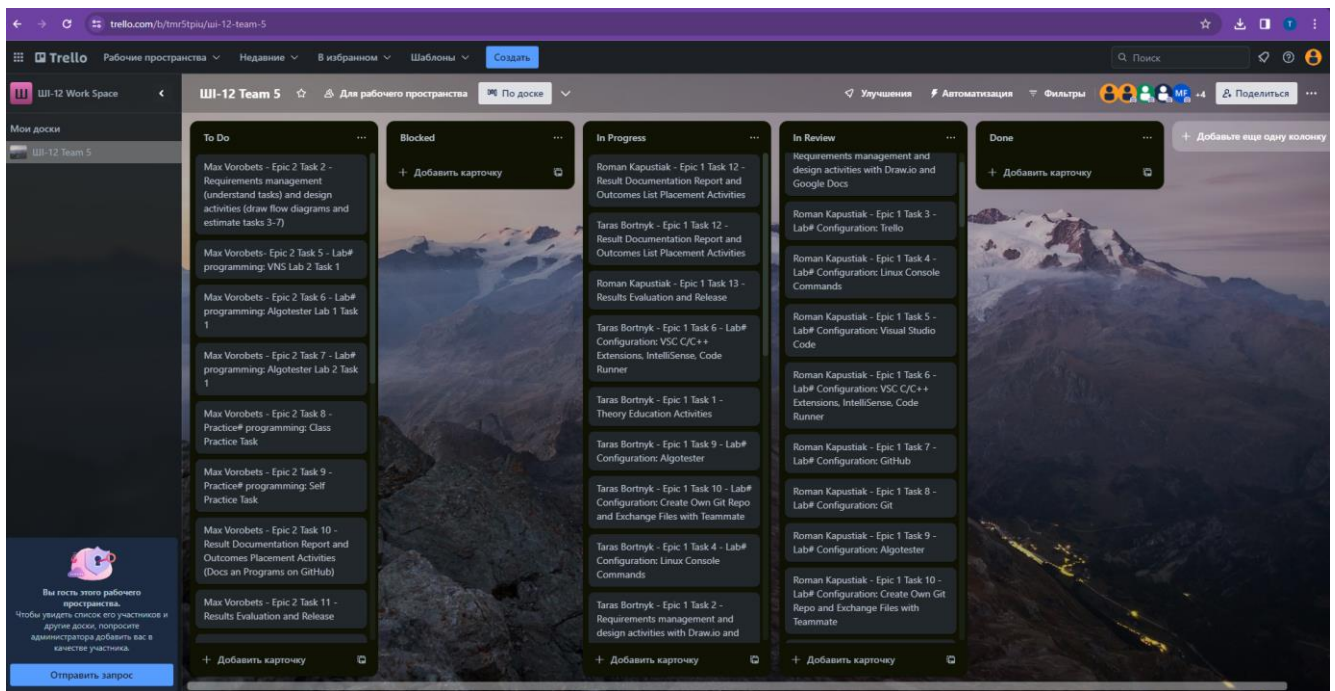 trello.com/b/tmr5tpiu/ші-12-team-5
Trello Рабочие пространства Недавние В избранном Шаблоны Создать
Поиск
Ш ШІ-12 Work Space
ШІ-12 Team 5 Для рабочего пространства По доске
Улучшения Автоматизация Фильтры MF +4 Поделиться
Мои доски
ШІ-12 Team 5
Вы гость этого рабочего
пространства.
Чтобы увидеть список его участников и
другие доски, попросите
администратора добавить вас в
качестве участника.
Отправить запрос
To Do
Max Vorobets - Epic 2 Task 2 -
Requirements management
(understand tasks) and design
activities (draw flow diagrams and
estimate tasks 3-7)
Max Vorobets- Epic 2 Task 5 - Lab#
programming: VNS Lab 2 Task 1
Max Vorobets - Epic 2 Task 6 - Lab#
programming: Algotester Lab 1 Task
1
Max Vorobets - Epic 2 Task 7 - Lab#
programming: Algotester Lab 2 Task
1
Max Vorobets - Epic 2 Task 8 -
Practice# programming: Class
Practice Task
Max Vorobets - Epic 2 Task 9 -
Practice# programming: Self
Practice Task
Max Vorobets - Epic 2 Task 10 -
Result Documentation Report and
Outcomes Placement Activities
(Docs an Programs on GitHub)
Max Vorobets - Epic 2 Task 11 -
Results Evaluation and Release
+ Добавить карточку
Blocked
+ Добавить карточку
In Progress
Roman Kapustiak - Epic 1 Task 12 -
Result Documentation Report and
Outcomes List Placement Activities
Taras Bortnyk - Epic 1 Task 12 -
Result Documentation Report and
Outcomes List Placement Activities
Roman Kapustiak - Epic 1 Task 13 -
Results Evaluation and Release
Taras Bortnyk - Epic 1 Task 6 - Lab#
Configuration: VSC C/C++
Extensions, IntelliSense, Code
Runner
Taras Bortnyk - Epic 1 Task 1 -
Theory Education Activities
Taras Bortnyk - Epic 1 Task 9 - Lab#
Configuration: Algotester
Taras Bortnyk - Epic 1 Task 10 - Lab#
Configuration: Create Own Git Repo
and Exchange Files with Teammate
Taras Bortnyk - Epic 1 Task 4 - Lab#
Configuration: Linux Console
Commands
Taras Bortnyk - Epic 1 Task 2 -
Requirements management and
design activities with Draw.io and
+ Добавить карточку
In Review
Requirements management and
design activities with Draw.io and
Google Docs
Roman Kapustiak - Epic 1 Task 3 -
Lab# Configuration: Trello
Roman Kapustiak - Epic 1 Task 4 -
Lab# Configuration: Linux Console
Commands
Roman Kapustiak - Epic 1 Task 5 -
Lab# Configuration: Visual Studio
Code
Roman Kapustiak - Epic 1 Task 6 -
Lab# Configuration: VSC C/C++
Extensions, IntelliSense, Code
Runner
Roman Kapustiak - Epic 1 Task 7 -
Lab# Configuration: GitHub
Roman Kapustiak - Epic 1 Task 8 -
Lab# Configuration: Git
Roman Kapustiak - Epic 1 Task 9 -
Lab# Configuration: Algotester
Roman Kapustiak - Epic 1 Task 10 -
Lab# Configuration: Create Own Git
Repo and Exchange Files with
Teammate
+ Добавить карточку
Done
+ Добавить карточку
+ Добавьте еще одну колонку